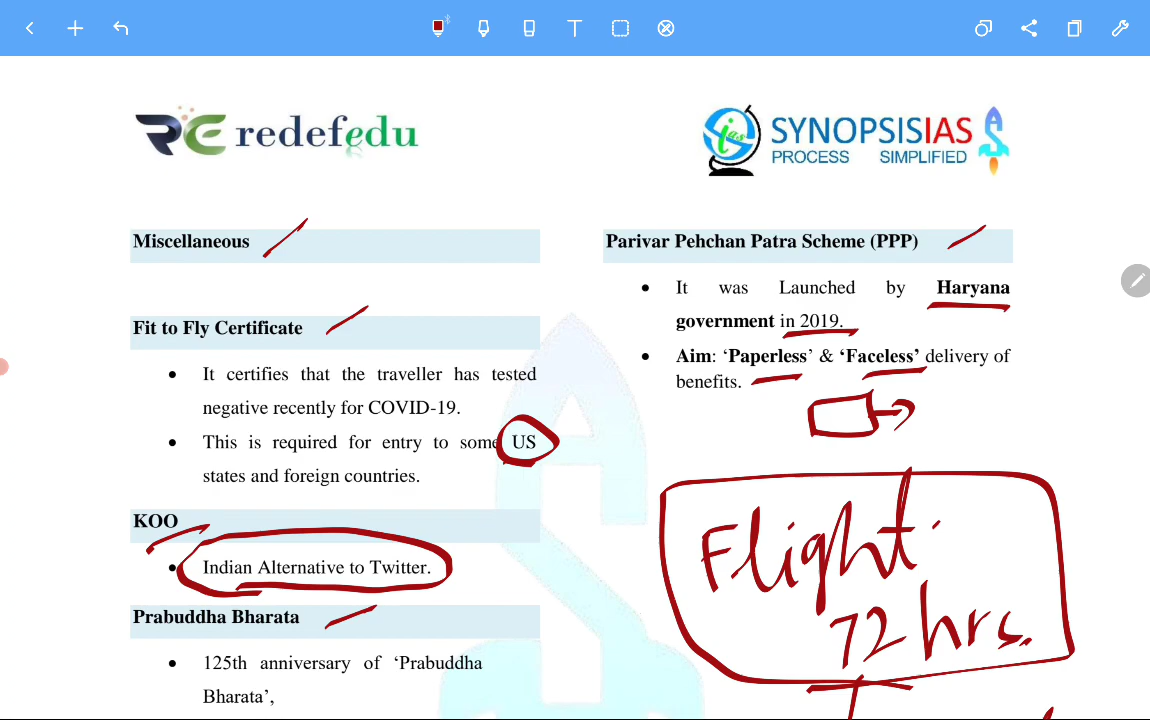 redefedu
SYNOPSISIAS
PROCESS SIMPLIFIED
Miscellaneous
Fit to Fly Certificate
• It certifies that the traveller has tested
negative recently for COVID-19.
• This is required for entry to some US
states and foreign countries.
KOO
• Indian Alternative to Twitter.
Prabuddha Bharata
• 125th anniversary of ‘Prabuddha
Bharata’,
Parivar Pehchan Patra Scheme (PPP)
• It was Launched by Haryana
government in 2019.
• Aim: ‘Paperless’ & ‘Faceless’ delivery of
benefits.
Flight
72 hrs.